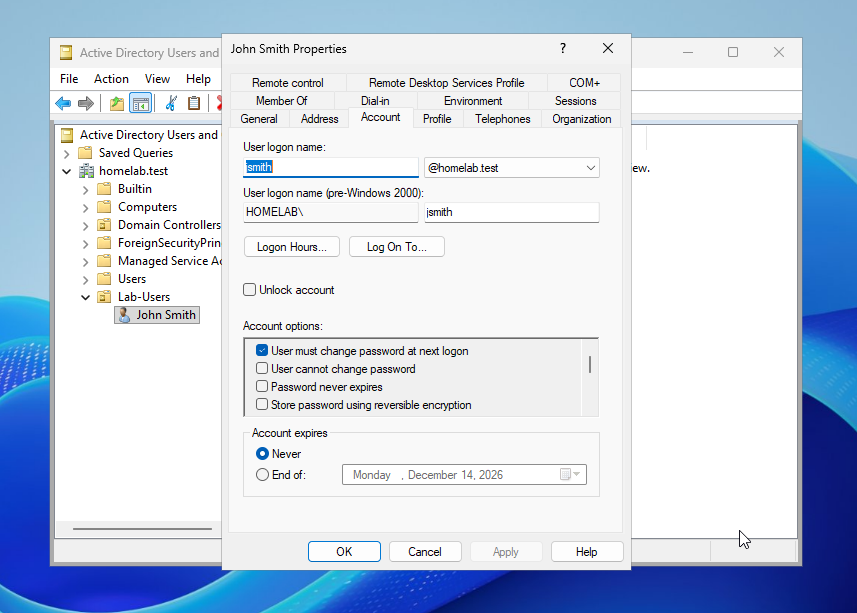 Active Directory Users and
File Action View Help
Active Directory Users and
Saved Queries
homelab.test
Builtin
Computers
Domain Controllers
ForeignSecurityPrin
Managed Service Ac
Users
Lab-Users
John Smith
John Smith Properties
?
Remote control Remote Desktop Services Profile COM+
Member Of Dial-in Environment Sessions
General Address Account Profile Telephones Organization
User logon name:
jsmith @homelab.test
User logon name (pre-Windows 2000):
HOMELAB\ jsmith
Logon Hours... Log On To...
Unlock account
Account options:
User must change password at next logon
User cannot change password
Password never expires
Store password using reversible encryption
Account expires
Never
End of: Monday , December 14, 2026
OK Cancel Apply Help
ew.